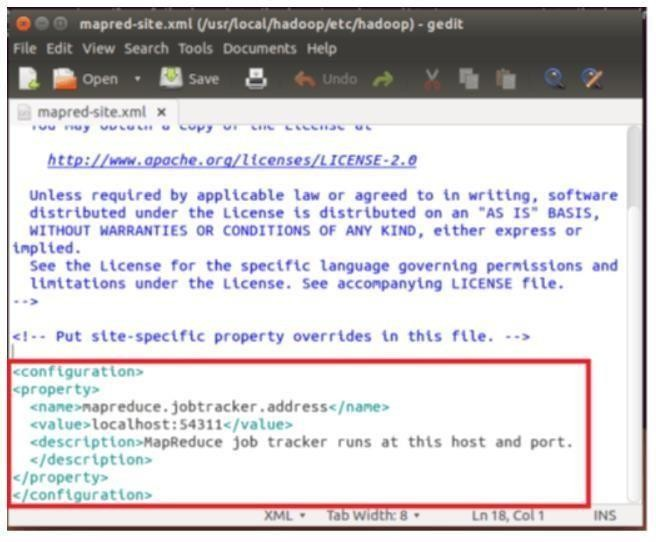 mapred-site.xml (/usr/local/hadoop/etc/hadoop) - gedit
File Edit View Search Tools Documents Help
Open Save Undo
mapred-site.xml x
You may obtain a copy of the License at
http://www.apache.org/licenses/LICENSE-2.0
Unless required by applicable law or agreed to in writing, software
distributed under the License is distributed on an "AS IS" BASIS,
WITHOUT WARRANTIES OR CONDITIONS OF ANY KIND, either express or
implied.
See the License for the specific language governing permissions and
limitations under the License. See accompanying LICENSE file.
-->
<!-- Put site-specific property overrides in this file. -->
<configuration>
<property>
<name>mapreduce.jobtracker.address</name>
<value>localhost:54311</value>
<description>MapReduce job tracker runs at this host and port.
</description>
</property>
</configuration>
XML Tab Width: 8 Ln 18, Col 1 INS